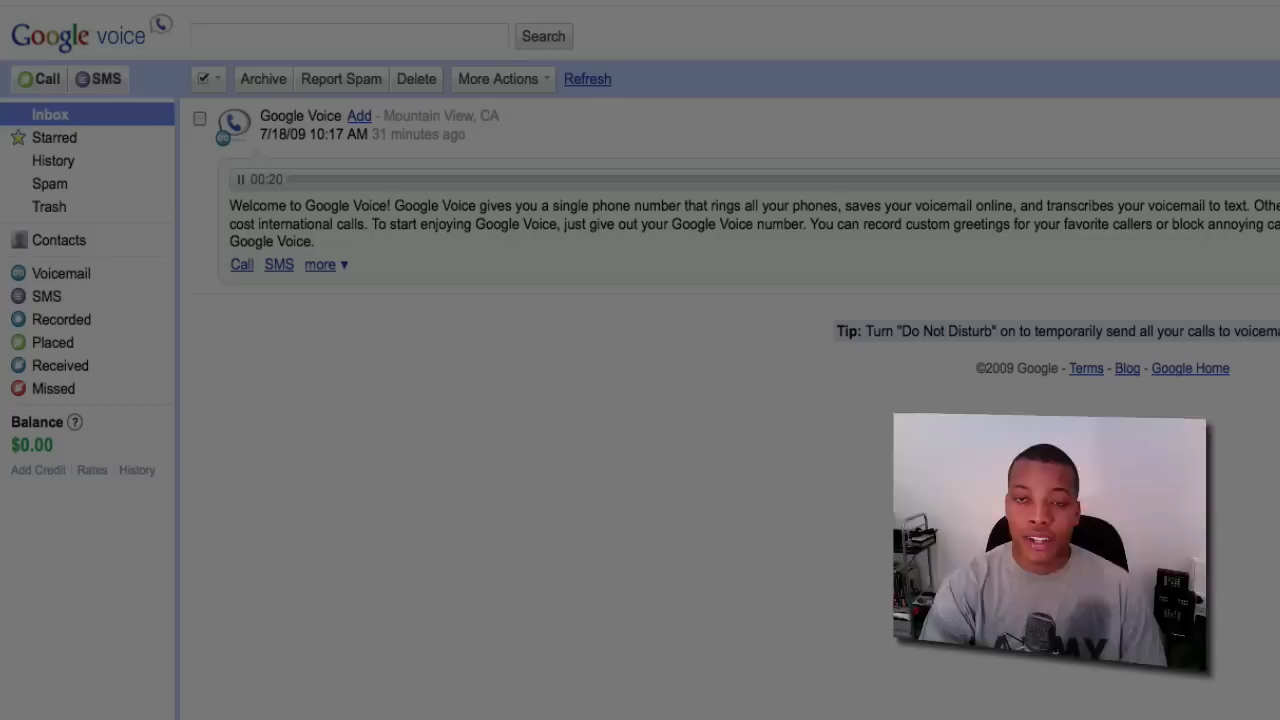 Google voice
Search
Call
SMS
Archive
Report Spam
Delete
More Actions
Refresh
Inbox
Starred
History
Spam
Trash
Contacts
Voicemail
SMS
Recorded
Placed
Received
Missed
Balance ?
$0.00
Add Credit | Rates | History
Google Voice Add - Mountain View, CA
7/18/09 10:17 AM 31 minutes ago
00:20
Welcome to Google Voice! Google Voice gives you a single phone number that rings all your phones, saves your voicemail online, and transcribes your voicemail to text. Othe
cost international calls. To start enjoying Google Voice, just give out your Google Voice number. You can record custom greetings for your favorite callers or block annoying ca
Google Voice.
Call SMS more ▼
Tip: Turn "Do Not Disturb" on to temporarily send all your calls to voicema
©2009 Google - Terms - Blog - Google Home